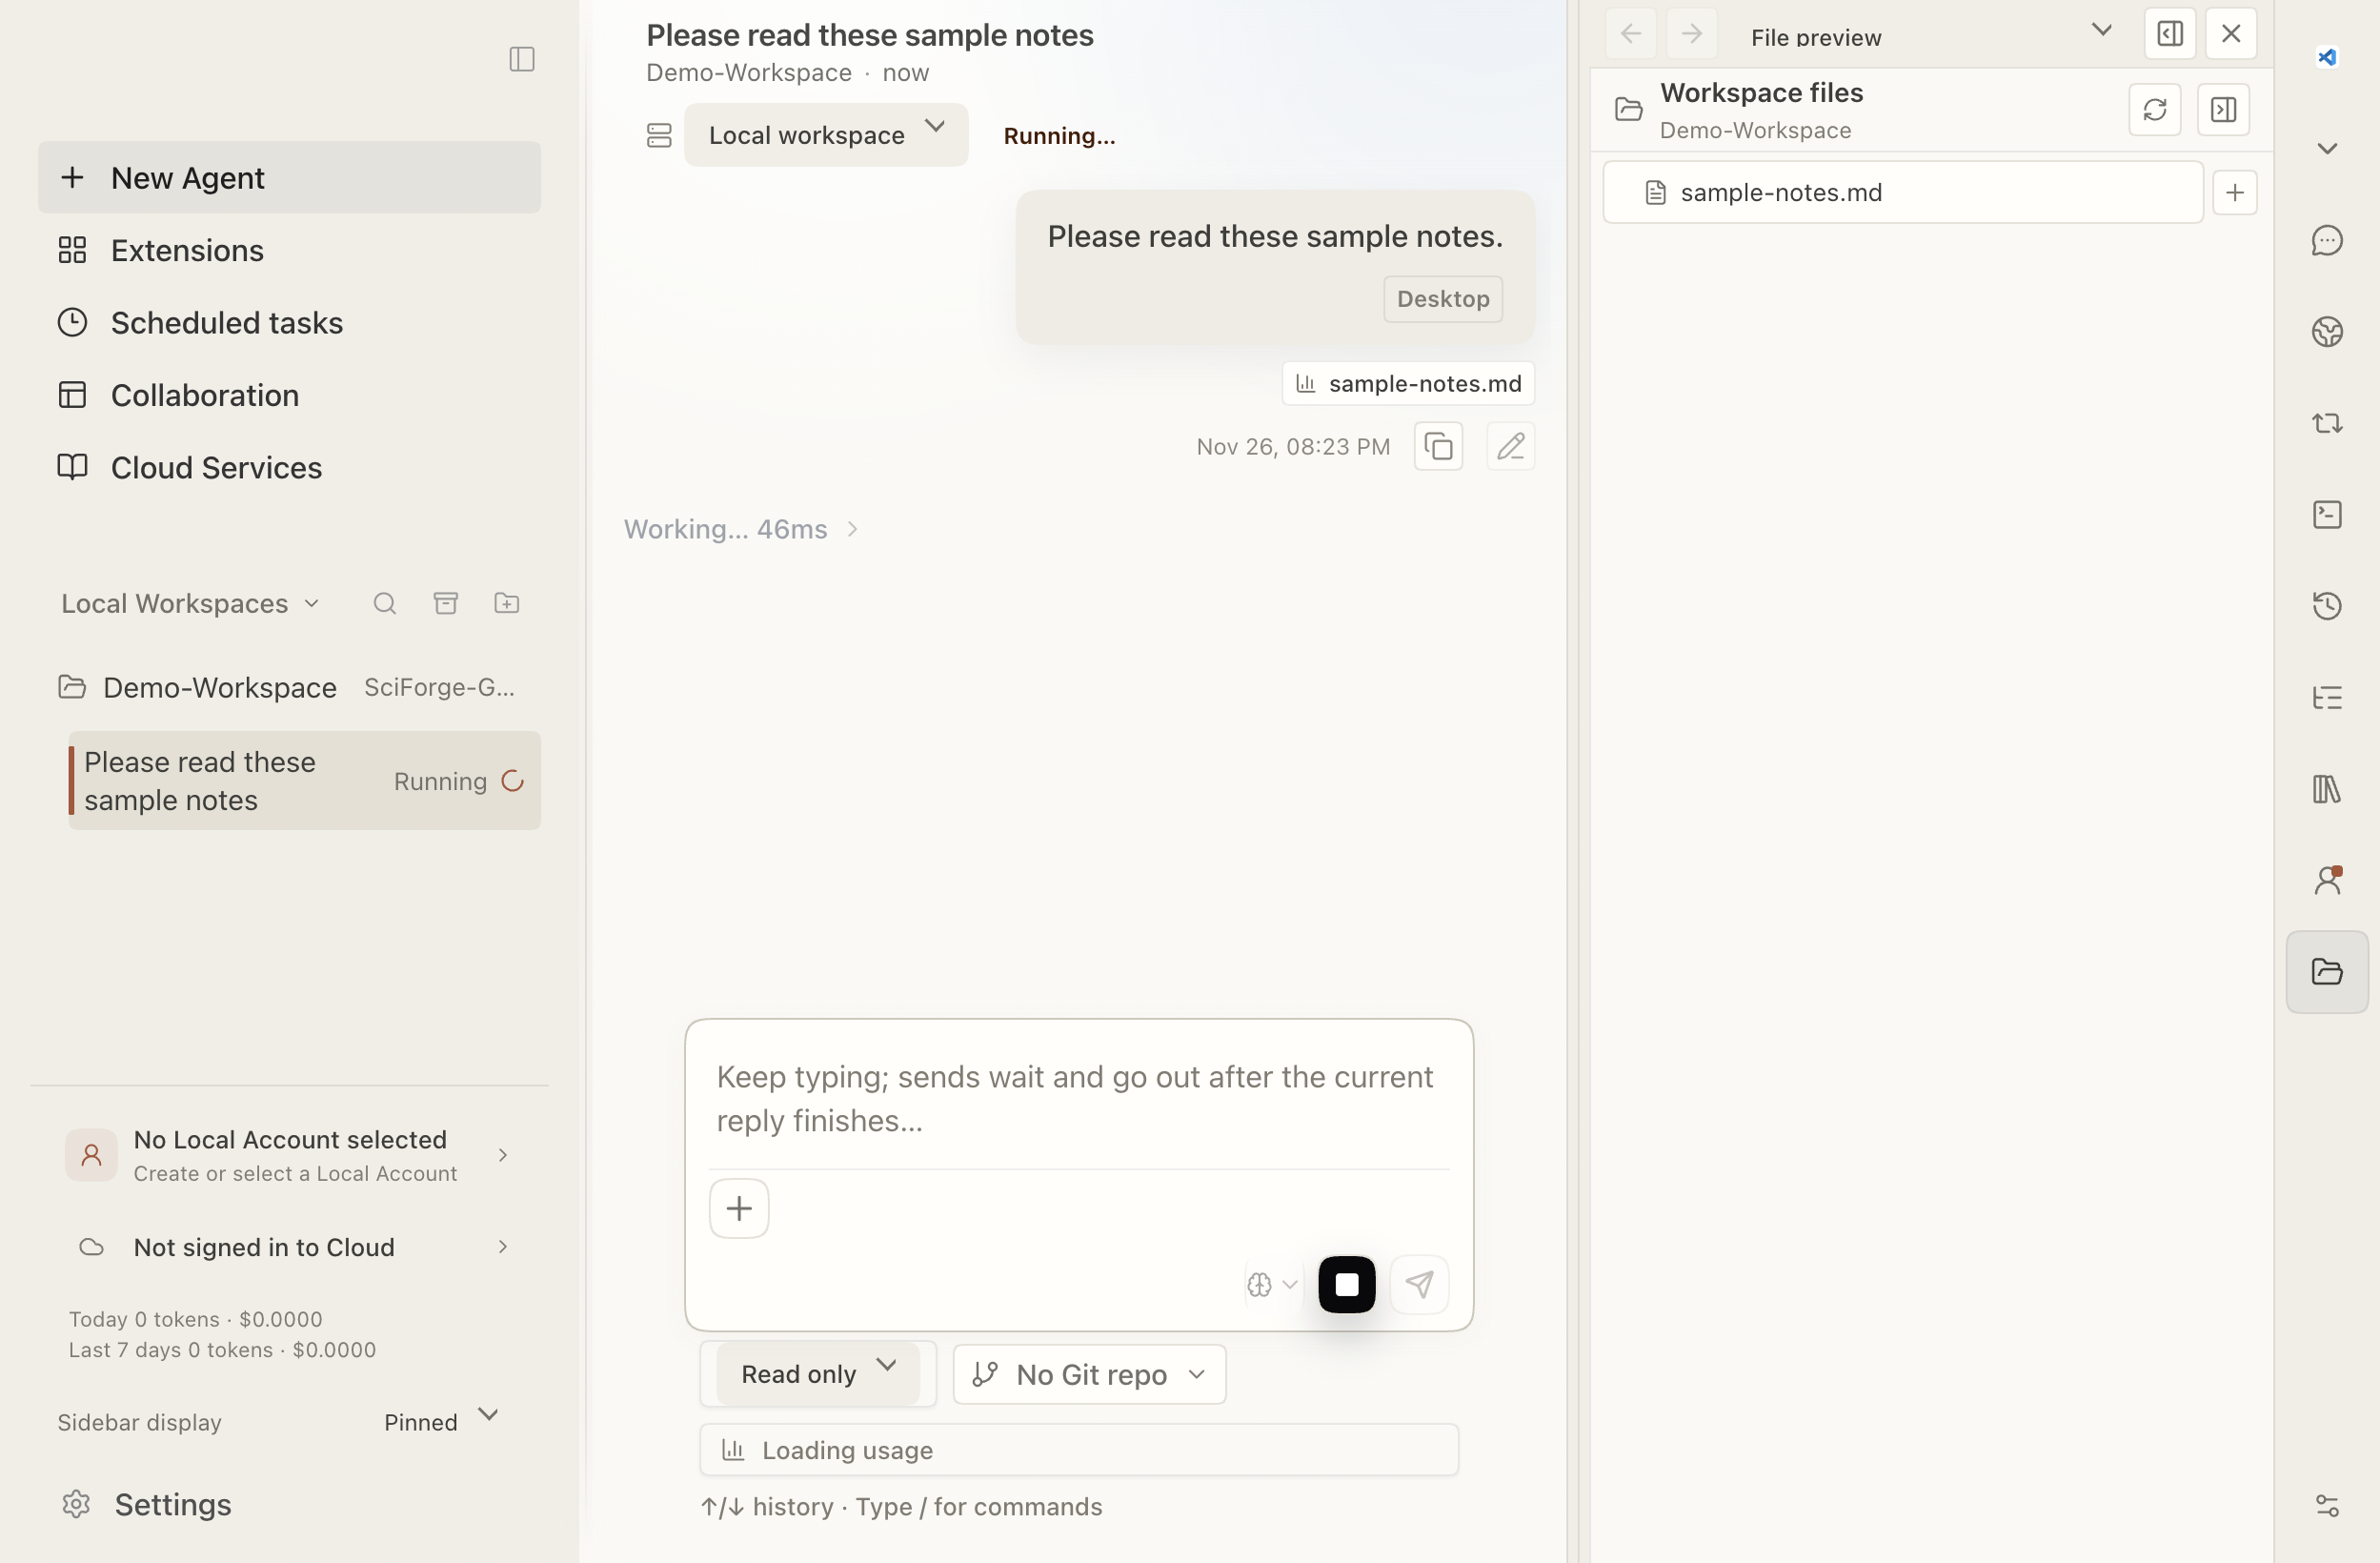 New Agent
Extensions
Scheduled tasks
Collaboration
Cloud Services
Local Workspaces
Demo-Workspace SciForge-G...
Please read these
sample notes
Running
No Local Account selected
Create or select a Local Account
Not signed in to Cloud
Today 0 tokens · $0.0000
Last 7 days 0 tokens · $0.0000
Sidebar display Pinned
Settings
Please read these sample notes
Demo-Workspace · now
Local workspace
Running...
Please read these sample notes.
Desktop
sample-notes.md
Nov 26, 08:23 PM
Working... 46ms
Keep typing; sends wait and go out after the current
reply finishes...
Read only
No Git repo
Loading usage
↑/↓ history · Type / for commands
File preview
Workspace files
Demo-Workspace
sample-notes.md